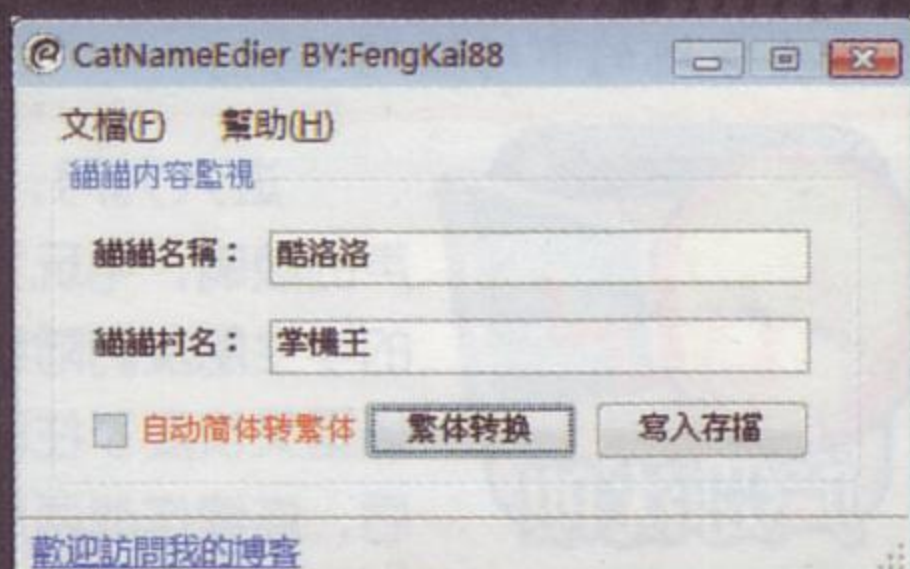 CatNameEdier BY:FengKai88
文檔(F) 幫助(H)
貓貓内容監視
貓貓名稱： 酷洛洛
貓貓村名： 掌機王
自动简体转繁体 繁体转换 寫入存檔
歡迎訪問我的博客